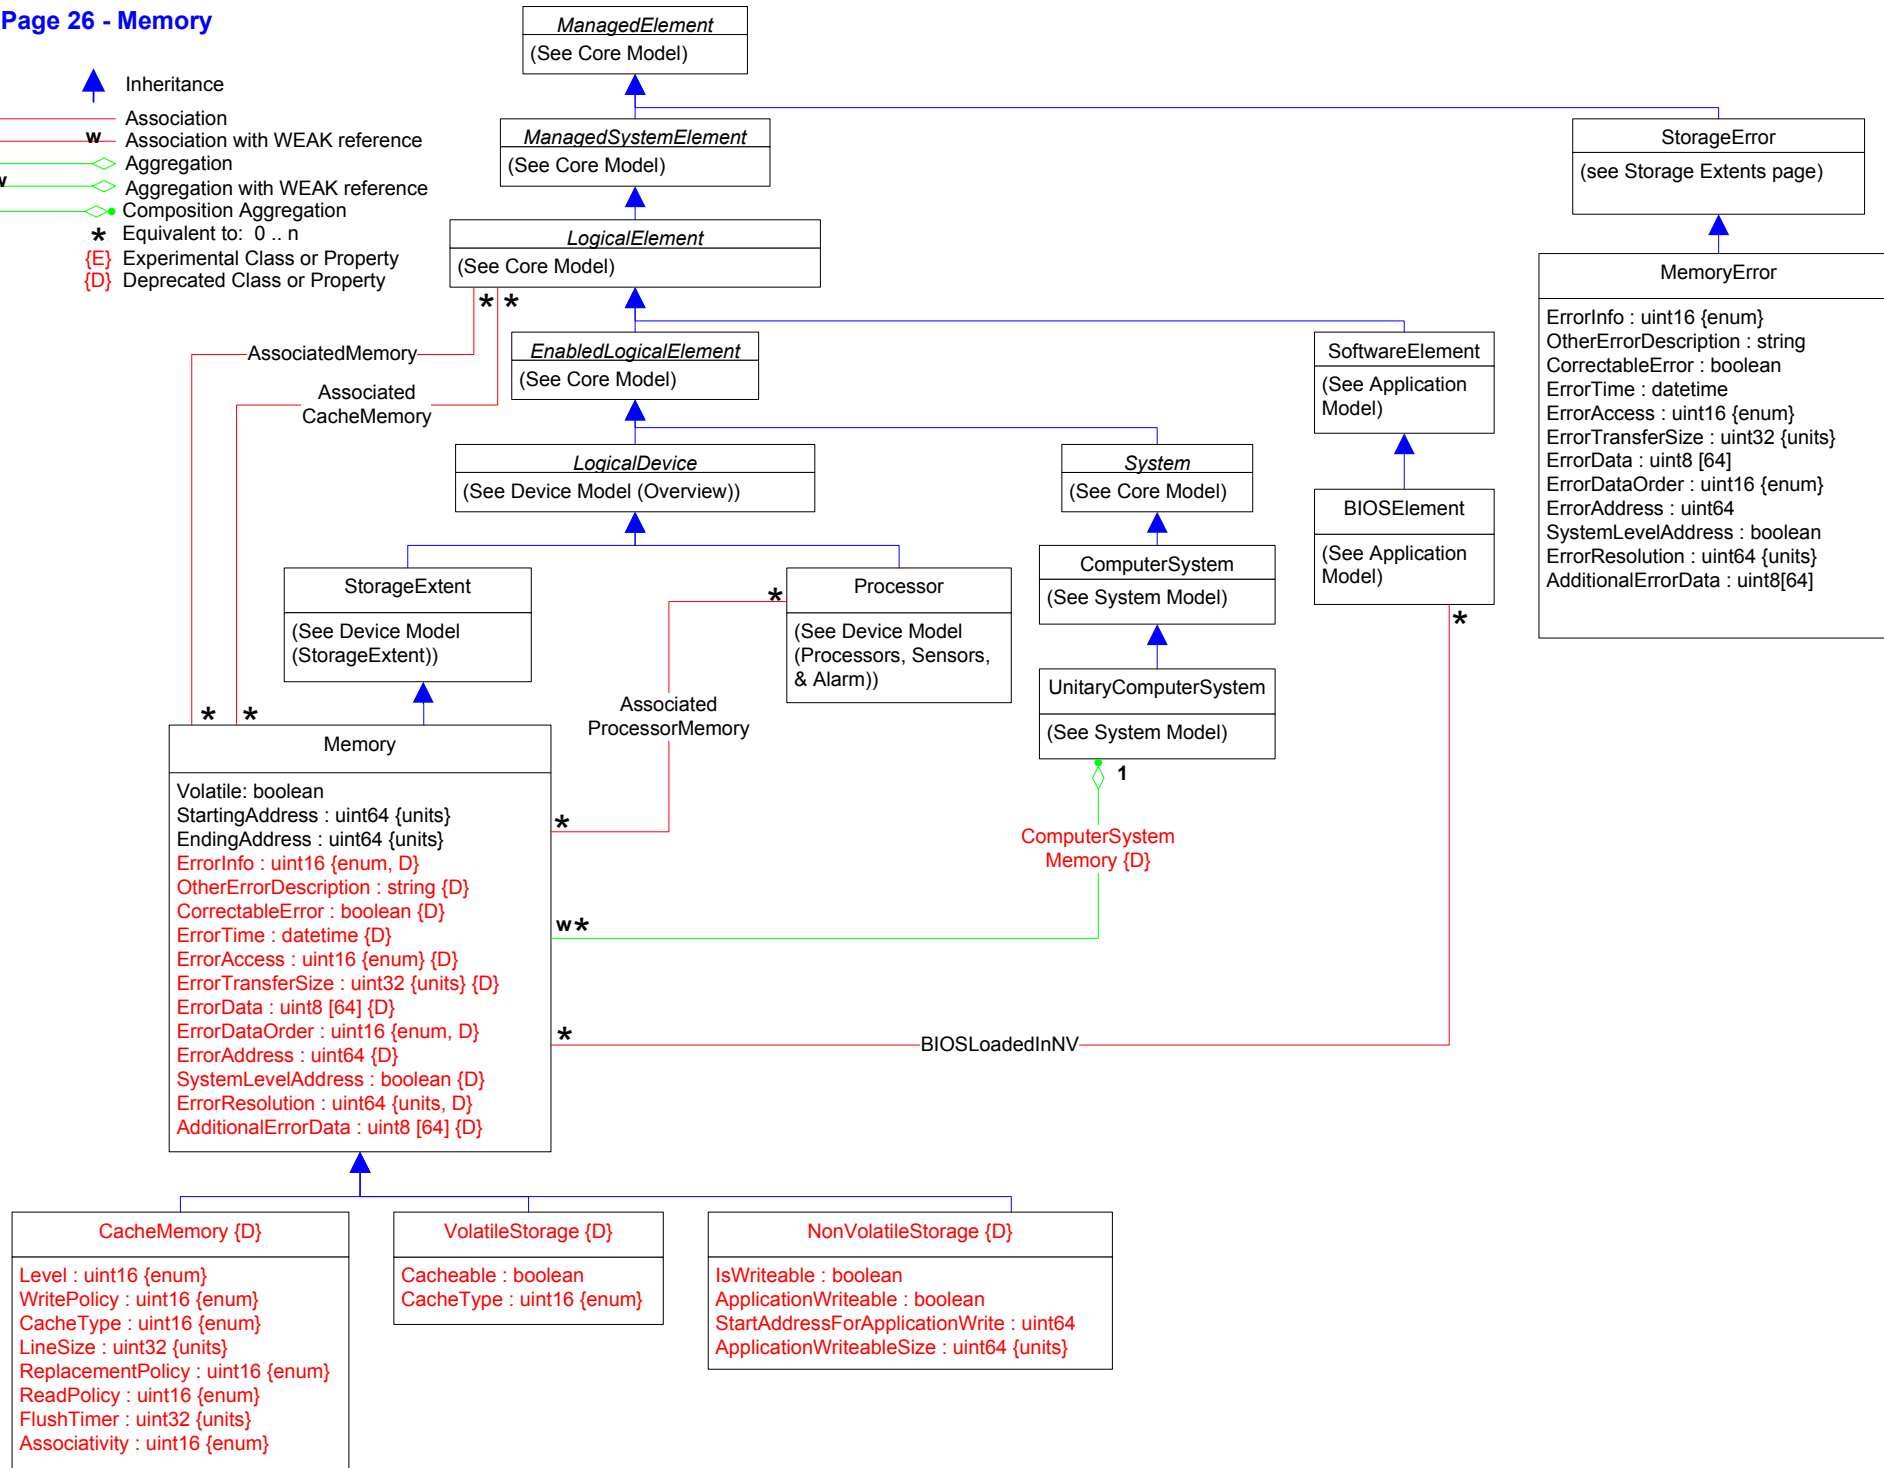 Page 26 - Memory
Inheritance
Association
w
Association with WEAK reference
Aggregation
w
Aggregation with WEAK reference
Composition Aggregation
* Equivalent to: 0 .. n
{E} Experimental Class or Property
{D} Deprecated Class or Property
ManagedElement
(See Core Model)
ManagedSystemElement
(See Core Model)
StorageError
(see Storage Extents page)
LogicalElement
(See Core Model)
* *
MemoryError
ErrorInfo : uint16 {enum}
OtherErrorDescription : string
CorrectableError : boolean
ErrorTime : datetime
ErrorAccess : uint16 {enum}
ErrorTransferSize : uint32 {units}
ErrorData : uint8 [64]
ErrorDataOrder : uint16 {enum}
ErrorAddress : uint64
SystemLevelAddress : boolean
ErrorResolution : uint64 {units}
AdditionalErrorData : uint8[64]
AssociatedMemory
Associated
CacheMemory
EnabledLogicalElement
(See Core Model)
SoftwareElement
(See Application
Model)
LogicalDevice
(See Device Model (Overview))
System
(See Core Model)
BIOSElement
(See Application
Model)
*
StorageExtent
(See Device Model
(StorageExtent))
*
Processor
(See Device Model
(Processors, Sensors,
& Alarm))
ComputerSystem
(See System Model)
UnitaryComputerSystem
(See System Model)
1
Associated
ProcessorMemory
* *
Memory
Volatile: boolean
StartingAddress : uint64 {units}
EndingAddress : uint64 {units}
ErrorInfo : uint16 {enum, D}
OtherErrorDescription : string {D}
CorrectableError : boolean {D}
ErrorTime : datetime {D}
ErrorAccess : uint16 {enum} {D}
ErrorTransferSize : uint32 {units} {D}
ErrorData : uint8 [64] {D}
ErrorDataOrder : uint16 {enum, D}
ErrorAddress : uint64 {D}
SystemLevelAddress : boolean {D}
ErrorResolution : uint64 {units, D}
AdditionalErrorData : uint8 [64] {D}
*
ComputerSystem
Memory {D}
w*
*
BIOSLoadedInNV
CacheMemory {D}
Level : uint16 {enum}
WritePolicy : uint16 {enum}
CacheType : uint16 {enum}
LineSize : uint32 {units}
ReplacementPolicy : uint16 {enum}
ReadPolicy : uint16 {enum}
FlushTimer : uint32 {units}
Associativity : uint16 {enum}
VolatileStorage {D}
Cacheable : boolean
CacheType : uint16 {enum}
NonVolatileStorage {D}
IsWriteable : boolean
ApplicationWriteable : boolean
StartAddressForApplicationWrite : uint64
ApplicationWriteableSize : uint64 {units}